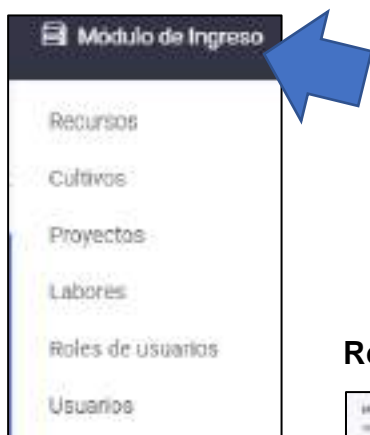 Módulo de Ingreso
Recursos
Cultivos
Proyectos
Labores
Roles de usuarios
Usuarios